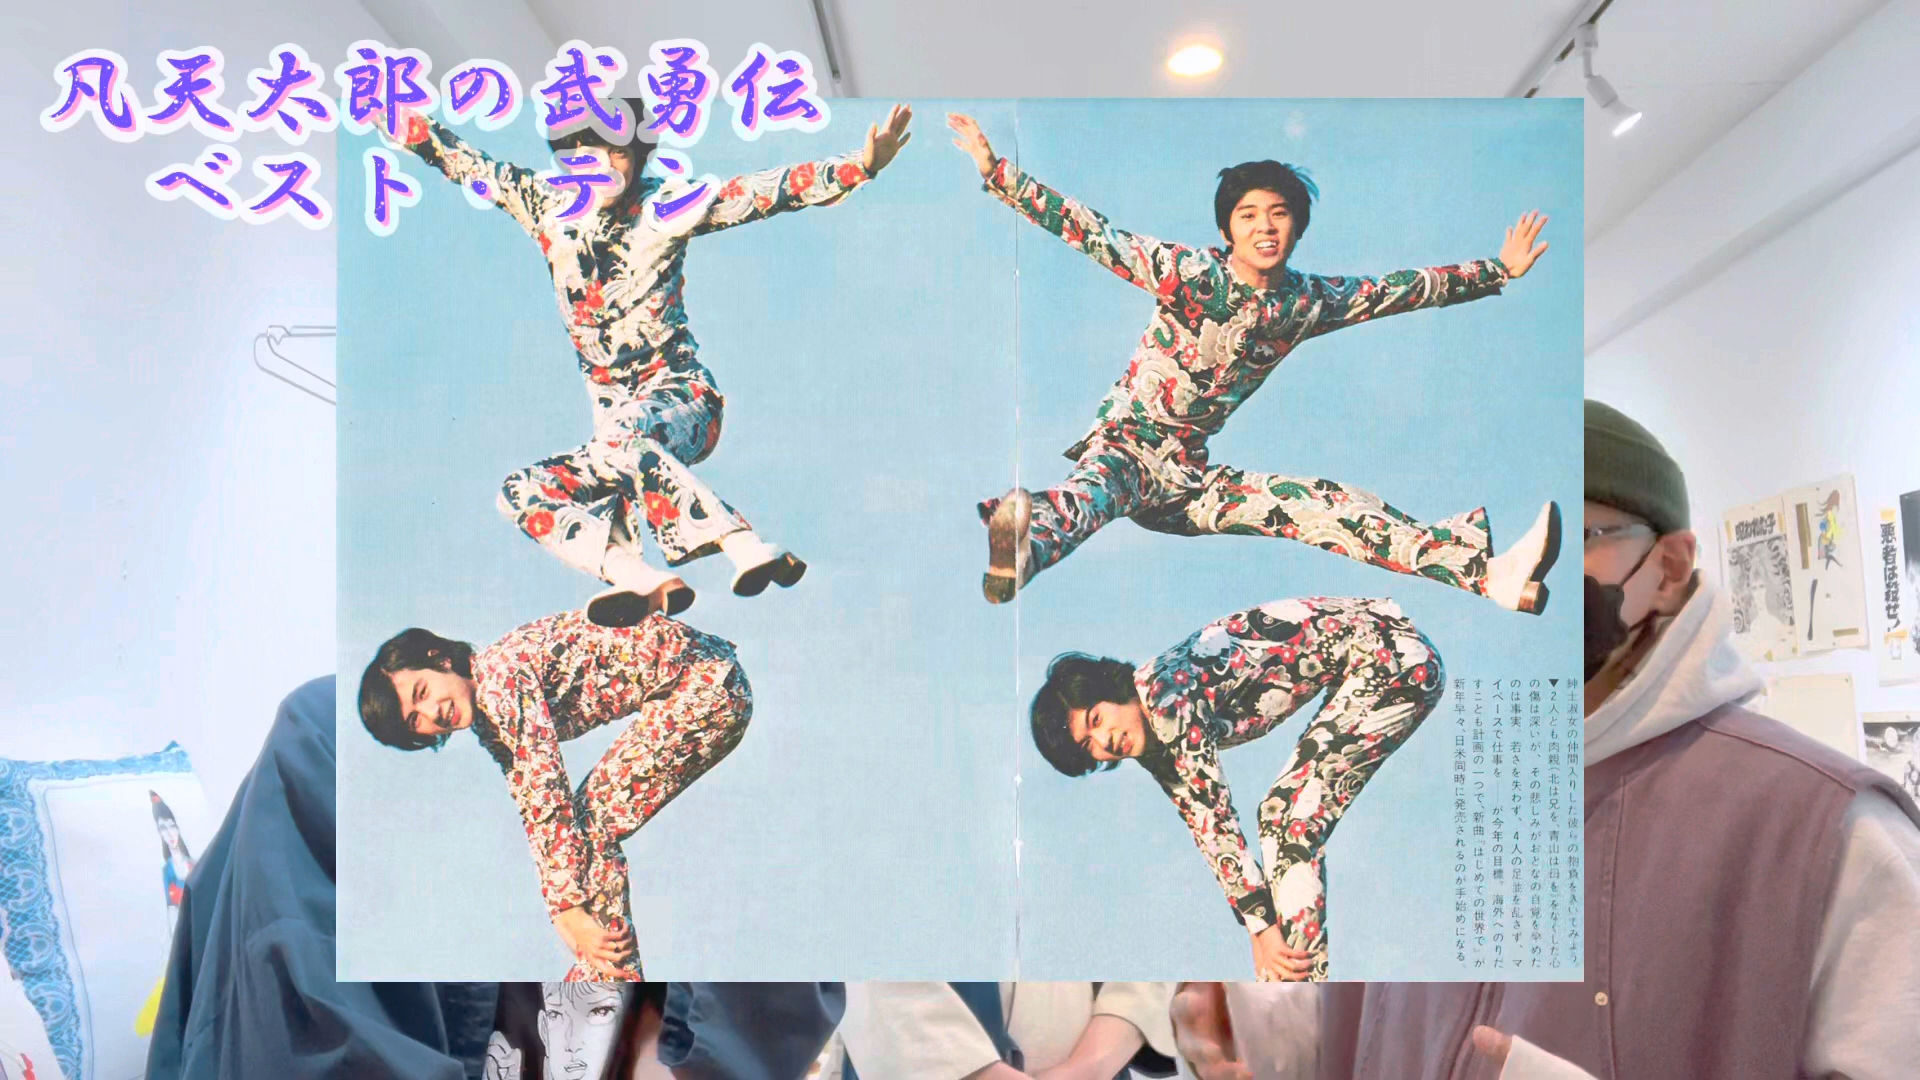 凡天太郎の武勇伝
ベスト・テン
紳士淑女の仲間入りした彼らの抱負をきいてみよう。
▼2人とも肉親(北は兄を、青山は母を)をなくした心
の傷は深いが、その悲しみがおとなの自覚を早めた
のは事実。若さを失わず、4人の足並を乱さず、マ
イペースで仕事を——が今年の目標。海外へのりだ
すことも計画の一つで、新曲『はじめての世界で』が
新年早々、日米同時に発売されるのが手始めになる。
悪者は殺せ!